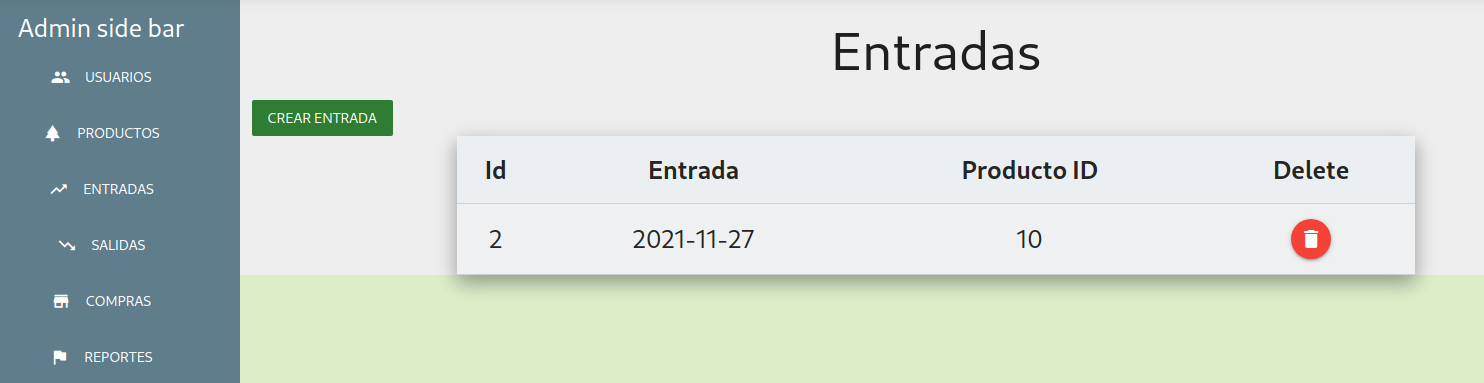 Admin side bar
USUARIOS
PRODUCTOS
ENTRADAS
SALIDAS
COMPRAS
REPORTES
Entradas
CREAR ENTRADA
Id Entrada Producto ID Delete
2 2021-11-27 10